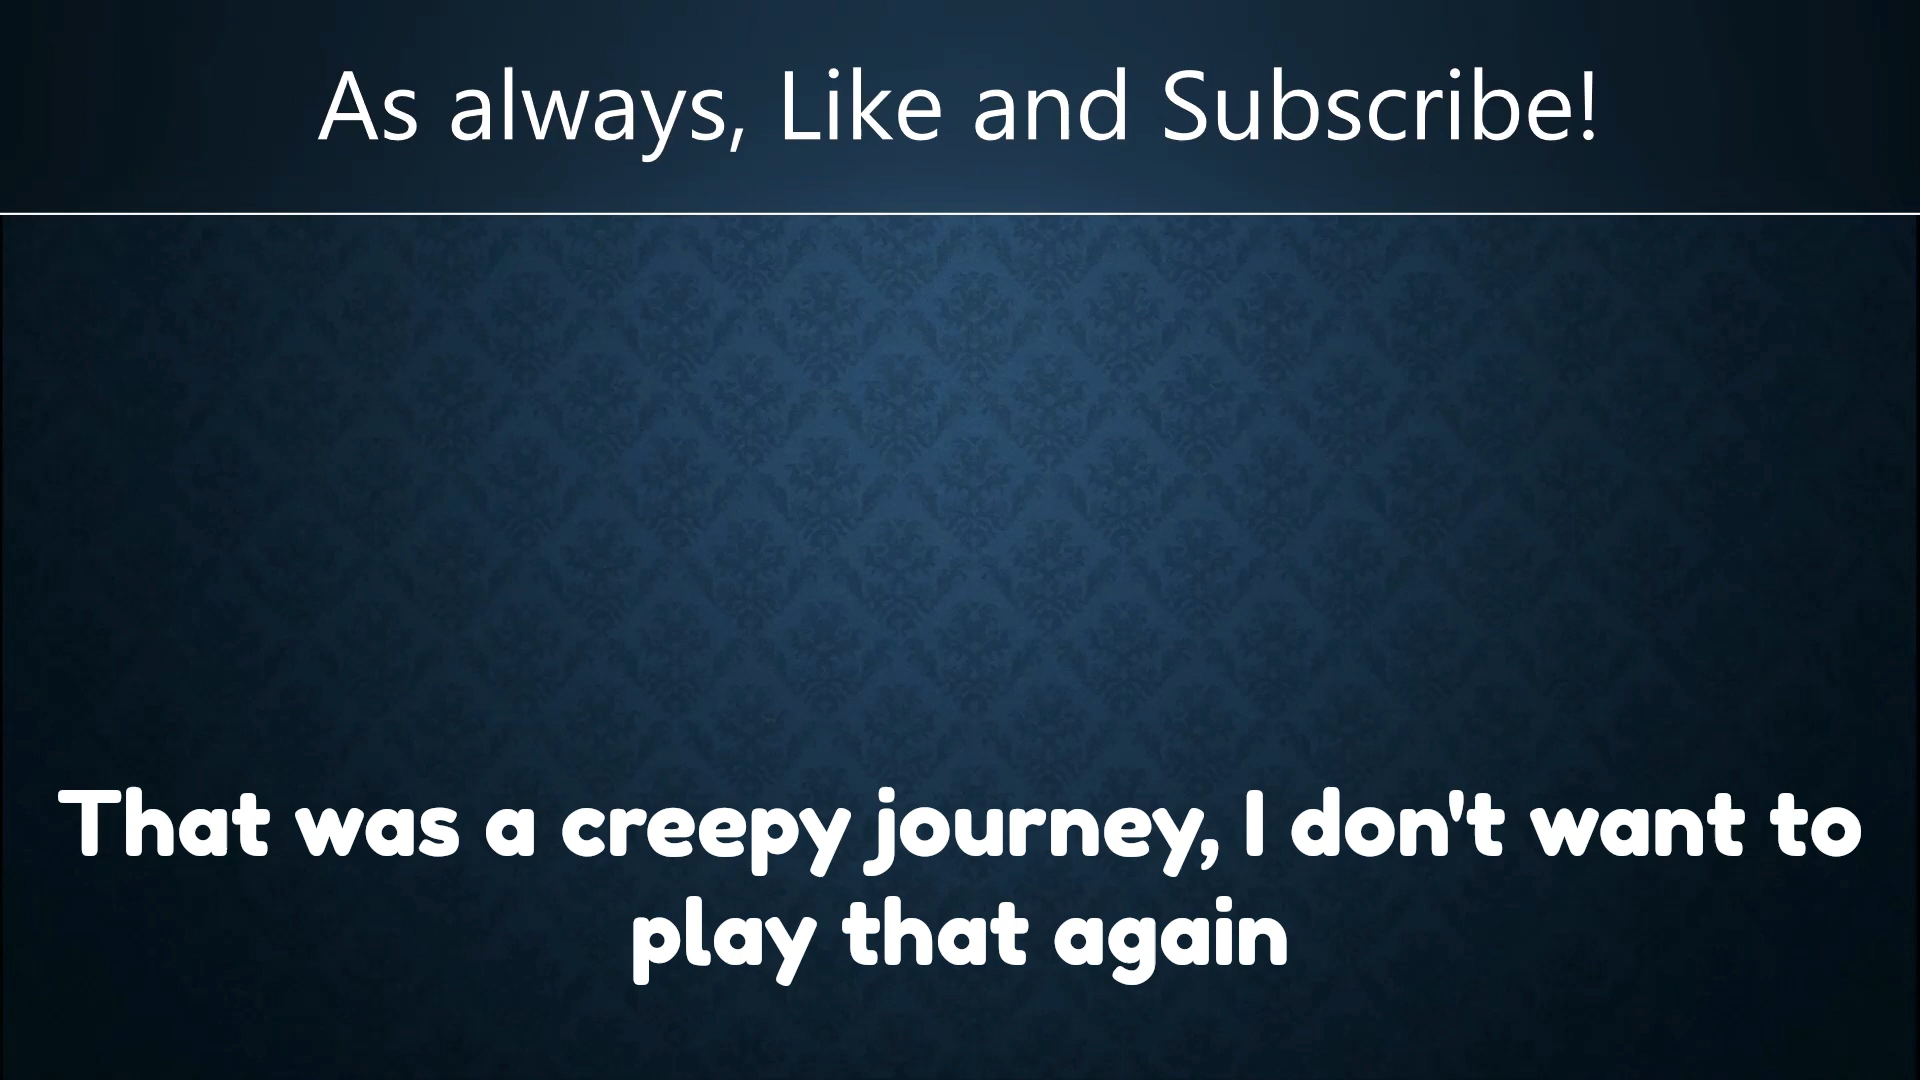 As always, Like and Subscribe!
That was a creepy journey, I don't want to
play that again